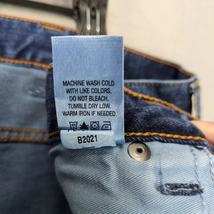 MACHINE WASH COLD
WITH LIKE COLORS.
DO NOT BLEACH.
TUMBLE DRY LOW.
WARM IRON IF NEEDED.
B2021